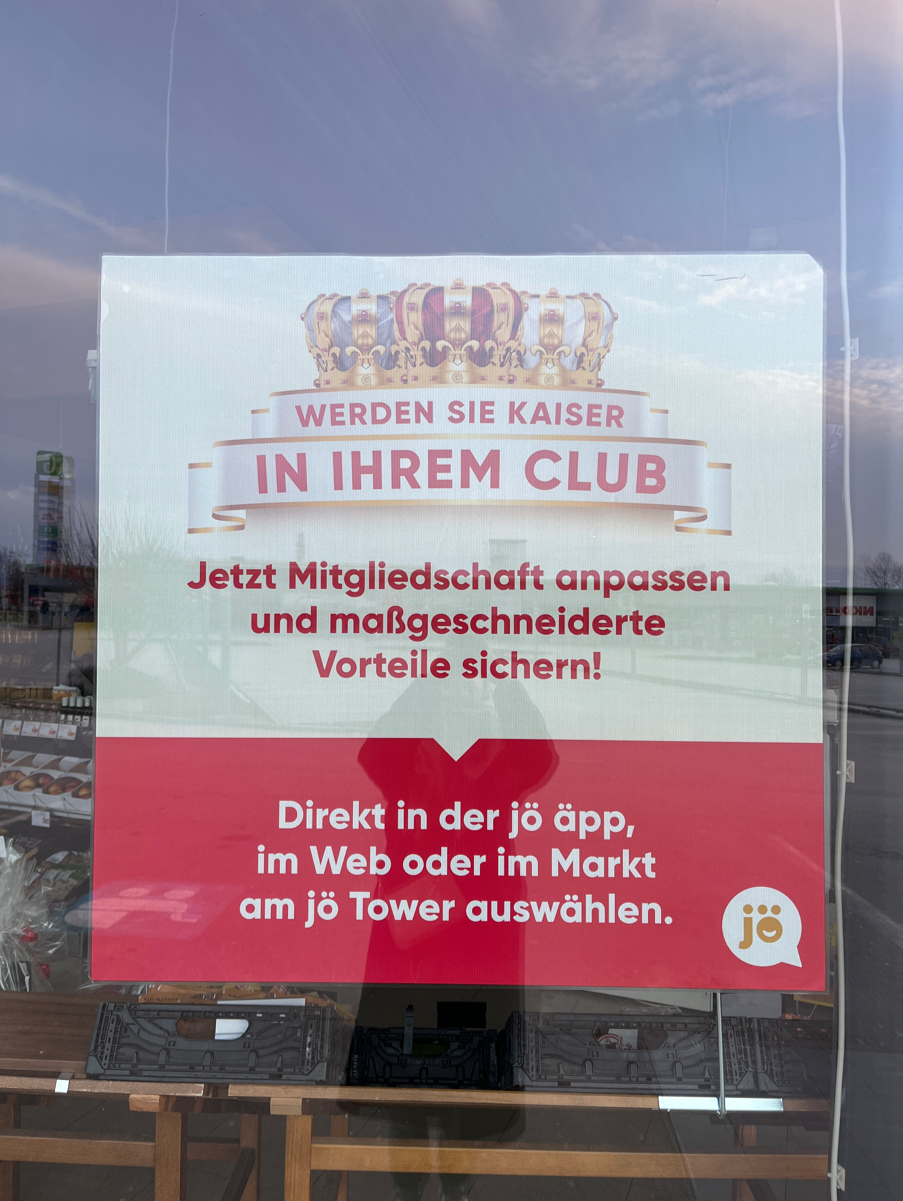 WERDEN SIE KAISER
IN IHREM CLUB
Jetzt Mitgliedschaft anpassen
und maßgeschneiderte
Vorteile sichern!
Direkt in der jö äpp,
im Web oder im Markt
am jö Tower auswählen.
jö